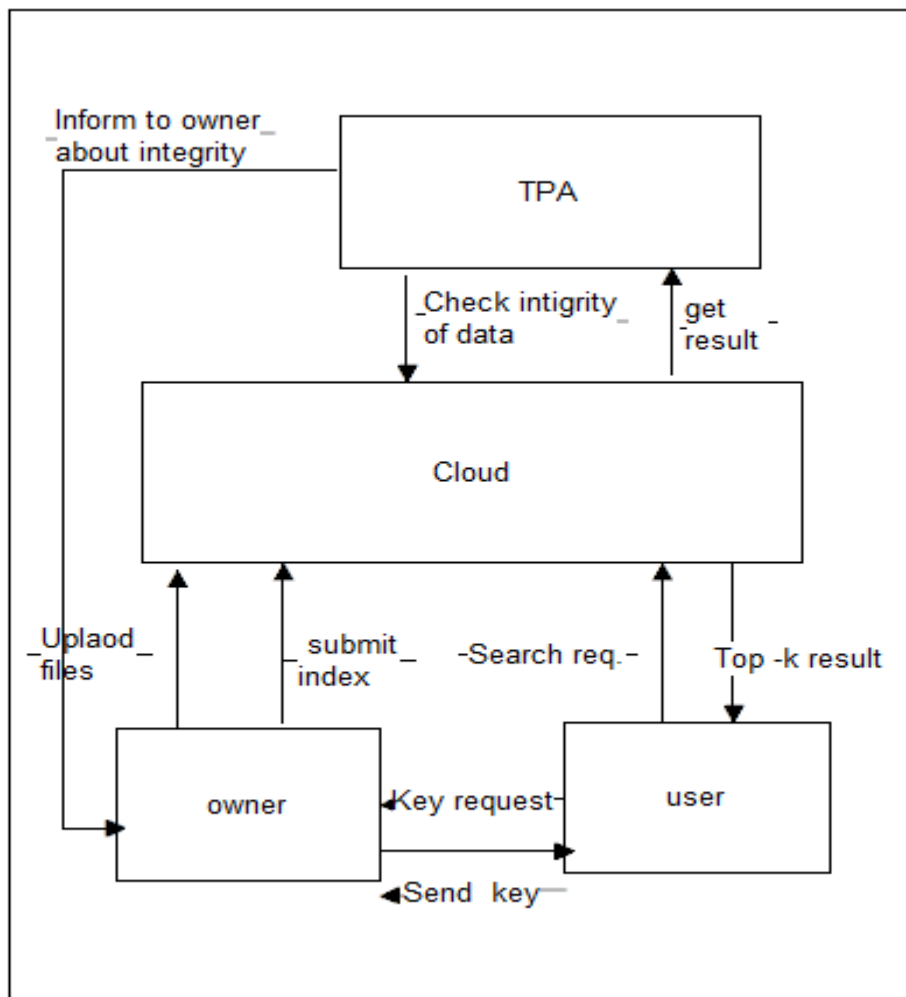 Inform to owner
about integrity
TPA
Check intigrity
of data
get
result
Cloud
Uplaod
files
submit
index
Search req.
Top -k result
owner
Key request
user
Send key